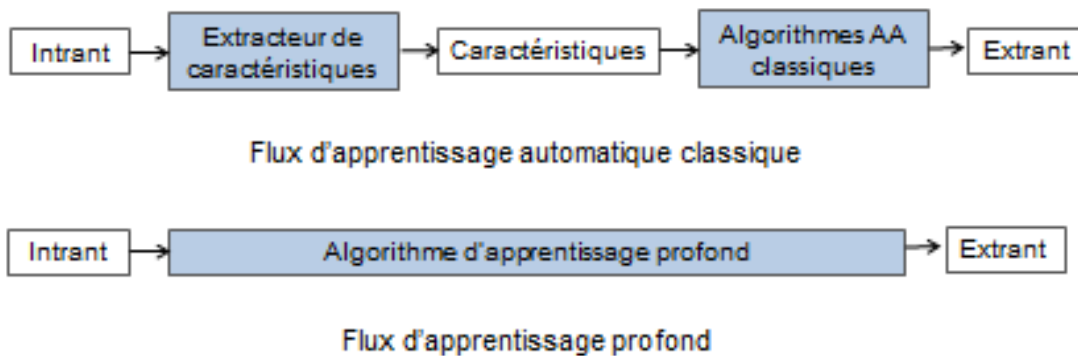 Intrant
Extracteur de
caractéristiques
Caractéristiques
Algorithmes AA
classiques
Extrant
Flux d'apprentissage automatique classique
Intrant
Algorithme d'apprentissage profond
Extrant
Flux d'apprentissage profond